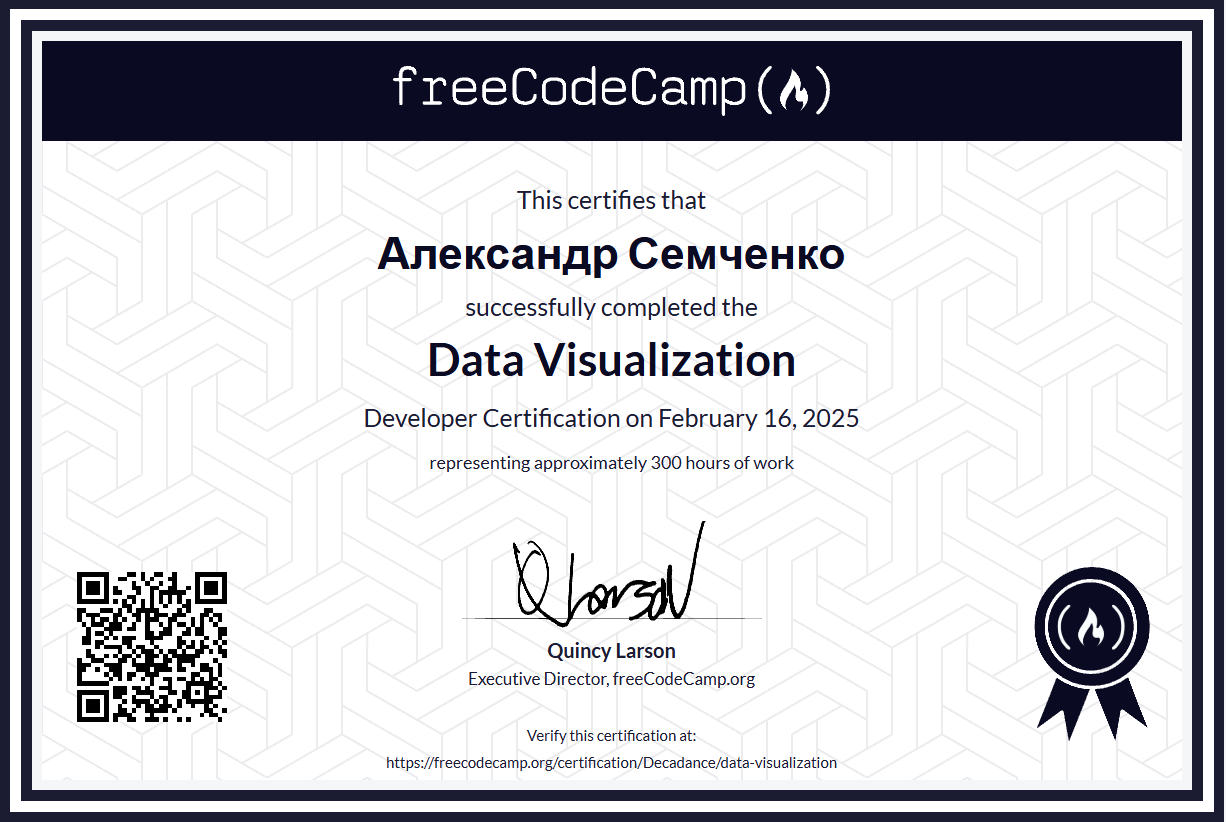 freeCodeCamp
This certifies that
Александр Семченко
successfully completed the
Data Visualization
Developer Certification on February 16, 2025
representing approximately 300 hours of work
Quincy Larson
Executive Director, freeCodeCamp.org
Verify this certification at:
https://freecodecamp.org/certification/Decadance/data-visualization